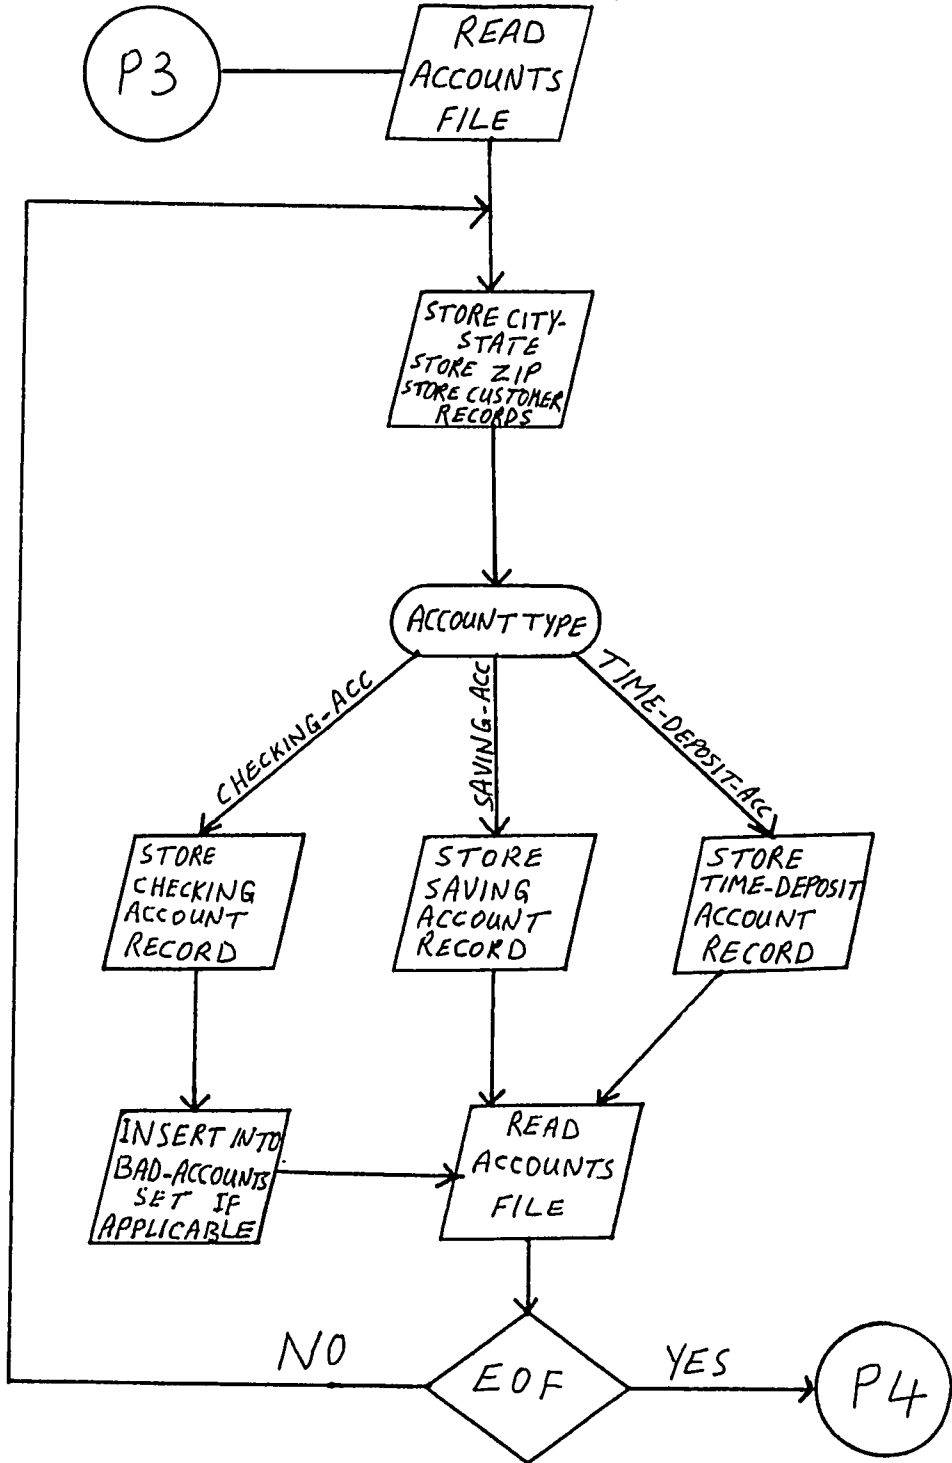 P3
READ
ACCOUNTS
FILE
STORE CITY-
STATE
STORE ZIP
STORE CUSTOMER
RECORDS
ACCOUNT TYPE
CHECKING-ACC
SAVING-ACC
TIME-DEPOSIT-ACC
STORE
CHECKING
ACCOUNT
RECORD
STORE
SAVING
ACCOUNT
RECORD
STORE
TIME-DEPOSIT
ACCOUNT
RECORD
INSERT INTO
BAD-ACCOUNTS
SET IF
APPLICABLE
READ
ACCOUNTS
FILE
NO
EOF
YES
P4